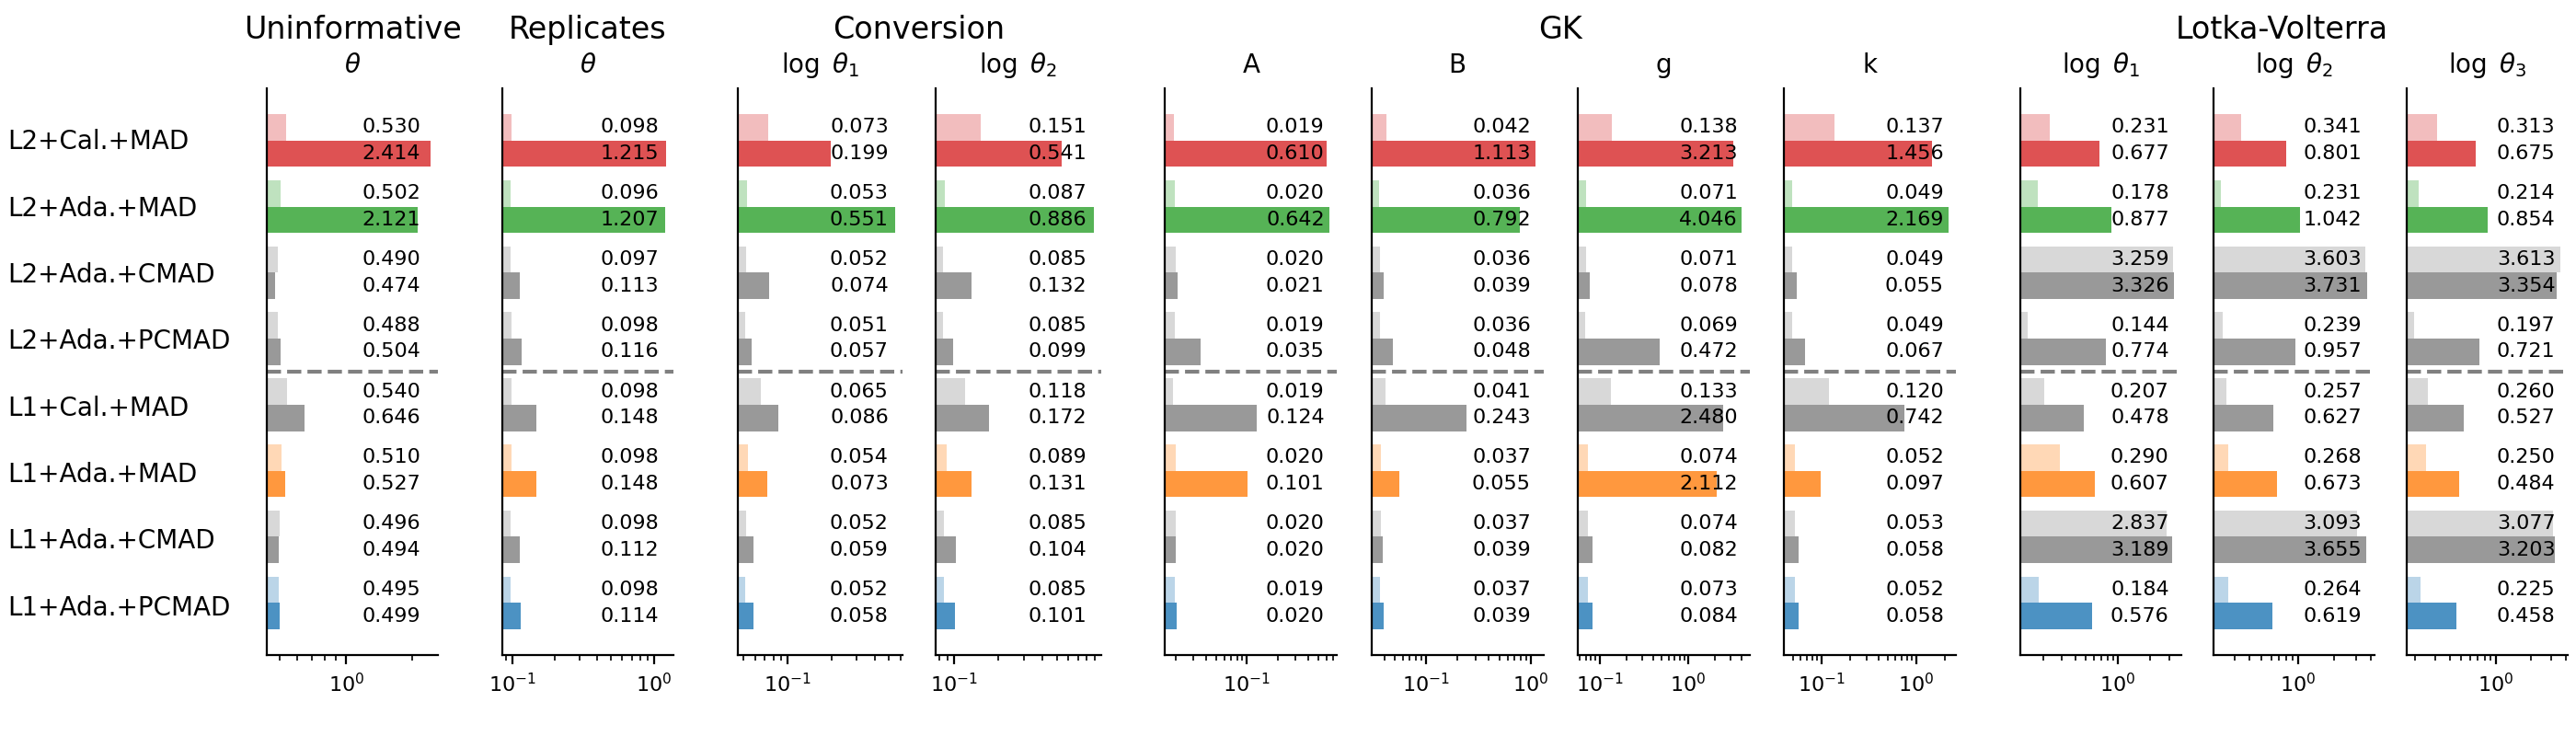 Uninformative Replicates Conversion GK Lotka-Volterra
θ θ log θ₁ log θ₂ A B g k log θ₁ log θ₂ log θ₃
0.530 0.098 0.073 0.151 0.019 0.042 0.138 0.137 0.231 0.341 0.313
L2+Cal.+MAD
2.414 1.215 0.199 0.541 0.610 1.113 3.213 1.456 0.677 0.801 0.675
0.502 0.096 0.053 0.087 0.020 0.036 0.071 0.049 0.178 0.231 0.214
L2+Ada.+MAD
2.121 1.207 0.551 0.886 0.642 0.792 4.046 2.169 0.877 1.042 0.854
0.490 0.097 0.052 0.085 0.020 0.036 0.071 0.049 3.259 3.603 3.613
L2+Ada.+CMAD
0.474 0.113 0.074 0.132 0.021 0.039 0.078 0.055 3.326 3.731 3.354
0.488 0.098 0.051 0.085 0.019 0.036 0.069 0.049 0.144 0.239 0.197
L2+Ada.+PCMAD
0.504 0.116 0.057 0.099 0.035 0.048 0.472 0.067 0.774 0.957 0.721
0.540 0.098 0.065 0.118 0.019 0.041 0.133 0.120 0.207 0.257 0.260
L1+Cal.+MAD
0.646 0.148 0.086 0.172 0.124 0.243 2.480 0.742 0.478 0.627 0.527
0.510 0.098 0.054 0.089 0.020 0.037 0.074 0.052 0.290 0.268 0.250
L1+Ada.+MAD
0.527 0.148 0.073 0.131 0.101 0.055 2.112 0.097 0.607 0.673 0.484
0.496 0.098 0.052 0.085 0.020 0.037 0.074 0.053 2.837 3.093 3.077
L1+Ada.+CMAD
0.494 0.112 0.059 0.104 0.020 0.039 0.082 0.058 3.189 3.655 3.203
0.495 0.098 0.052 0.085 0.019 0.037 0.073 0.052 0.184 0.264 0.225
L1+Ada.+PCMAD
0.499 0.114 0.058 0.101 0.020 0.039 0.084 0.058 0.576 0.619 0.458
10⁰ 10⁻¹ 10⁰ 10⁻¹ 10⁻¹ 10⁻¹ 10⁻¹ 10⁰ 10⁻¹ 10⁰ 10⁻¹ 10⁰ 10⁰ 10⁰ 10⁰